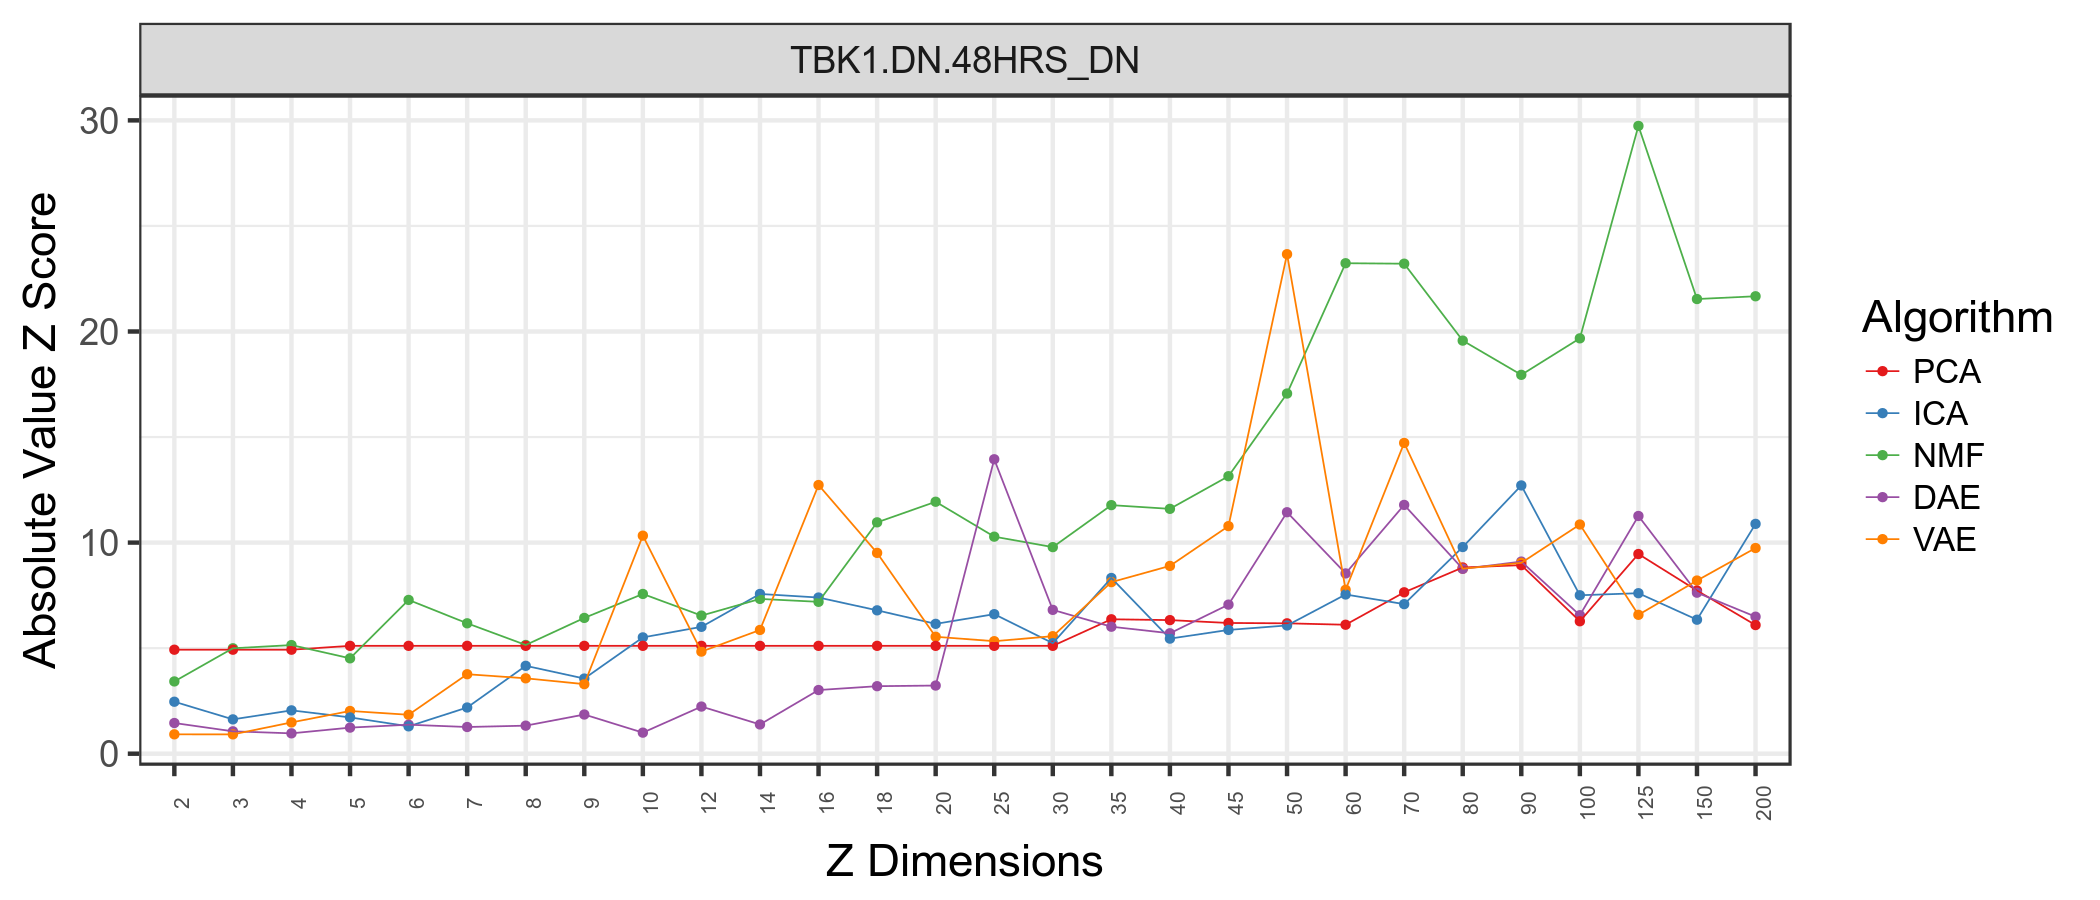 TBK1.DN.48HRS_DN
Absolute Value Z Score
30
20
10
0
2 3 4 5 6 7 8 9 10 12 14 16 18 20 25 30 35 40 45 50 60 70 80 90 100 125 150 200
Z Dimensions
Algorithm
PCA
ICA
NMF
DAE
VAE